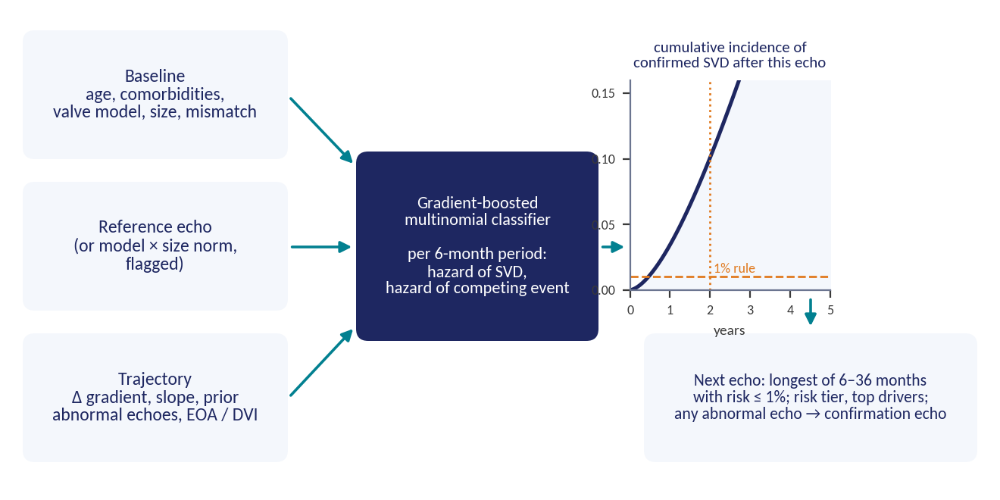 Baseline
age, comorbidities,
valve model, size, mismatch
Reference echo
(or model × size norm,
flagged)
Trajectory
Δ gradient, slope, prior
abnormal echoes, EOA / DVI
Gradient-boosted
multinomial classifier
per 6-month period:
hazard of SVD,
hazard of competing event
cumulative incidence of
confirmed SVD after this echo
0.15
0.10
0.05
0.00
1% rule
0 1 2 3 4 5
years
Next echo: longest of 6–36 months
with risk ≤ 1%; risk tier, top drivers;
any abnormal echo → confirmation echo